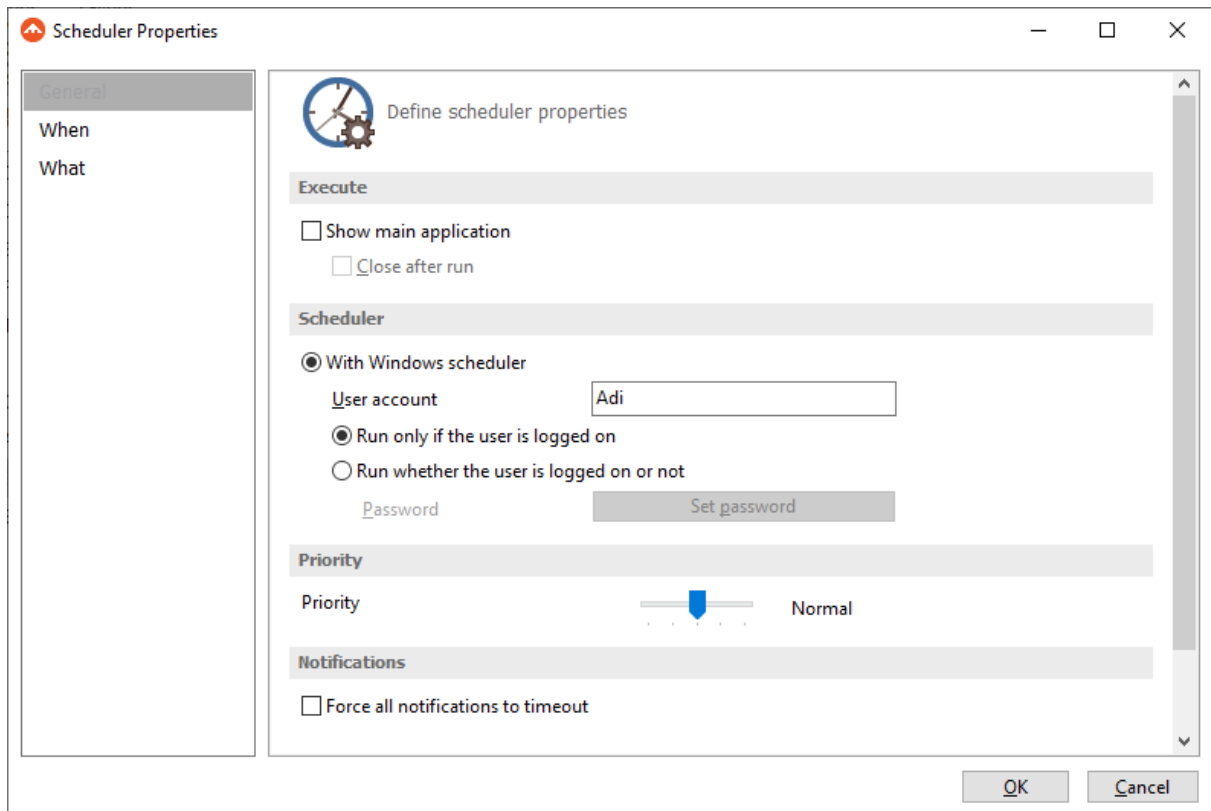 Scheduler Properties
General
When
What
Define scheduler properties
Execute
Show main application
Close after run
Scheduler
With Windows scheduler
User account Adi
Run only if the user is logged on
Run whether the user is logged on or not
Password Set password
Priority
Priority Normal
Notifications
Force all notifications to timeout
OK Cancel